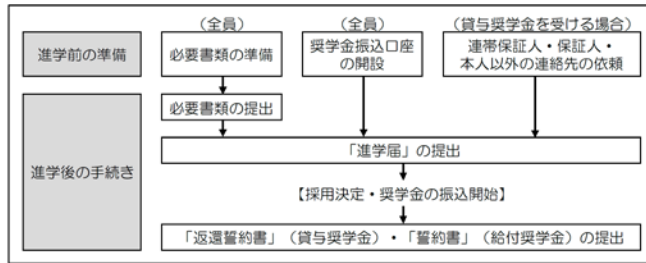 （全員）
（全員）
（貸与奨学金を受ける場合）
進学前の準備
必要書類の準備
奨学金振込口座
の開設
連帯保証人・保証人・
本人以外の連絡先の依頼
進学後の手続き
必要書類の提出
「進学届」の提出
【採用決定・奨学金の振込開始】
「返還誓約書」（貸与奨学金）・「誓約書」（給付奨学金）の提出